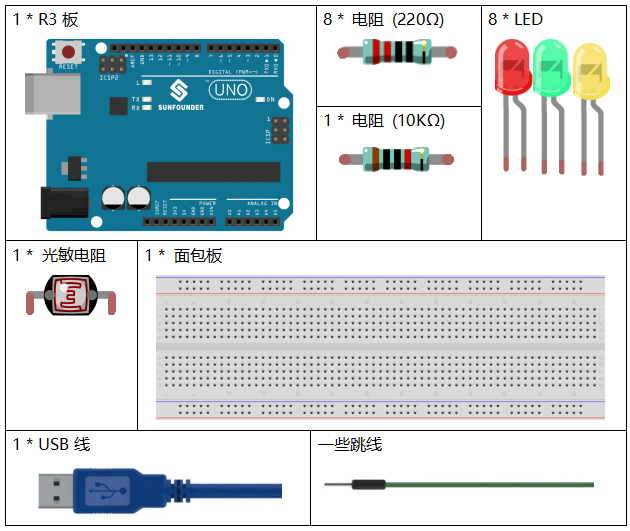 1 * R3 板
8 * 电阻 (220Ω)
8 * LED
RESET
ICSP2
AREF
GND
DIGITAL (PWM~)
L
TX
RX
UNO
ON
SUNFOUNDER
ICSP
1
POWER
ANALOG IN
IOREF
RESET
3V3
5V
GND
GND
VIN
A0
A1
A2
A3
A4
A5
1 * 电阻 (10KΩ)
1 * 光敏电阻
1 * 面包板
1 * USB 线
一些跳线